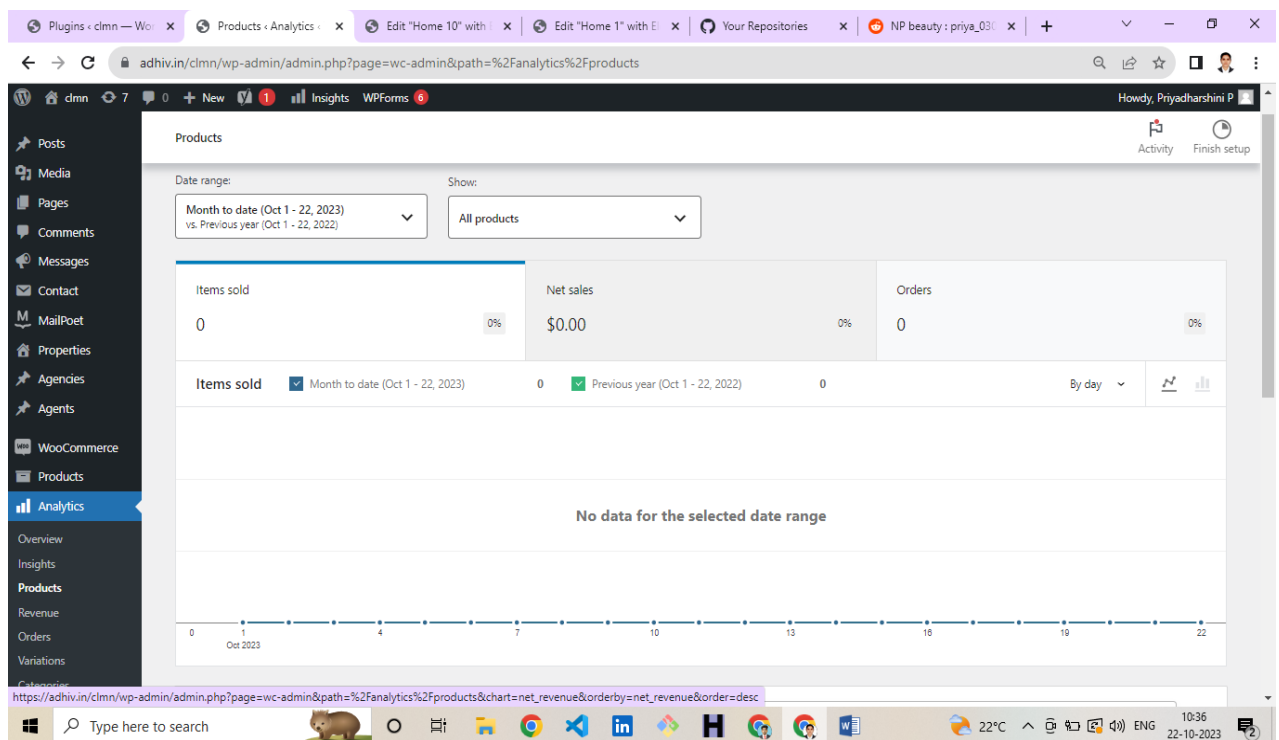 Plugins ‹ clmn — Wor
Products ‹ Analytics ‹
Edit "Home 10" with E
Edit "Home 1" with El
Your Repositories
NP beauty : priya_030
adhiv.in/clmn/wp-admin/admin.php?page=wc-admin&path=%2Fanalytics%2Fproducts
clmn 7 0 + New 1 Insights WPForms 6 Howdy, Priyadharshini P
Posts
Media
Pages
Comments
Messages
Contact
MailPoet
Properties
Agencies
Agents
WooCommerce
Products
Analytics
Overview
Insights
Products
Revenue
Orders
Variations
Categories
Products
Activity
Finish setup
Date range:
Month to date (Oct 1 - 22, 2023)
vs. Previous year (Oct 1 - 22, 2022)
Show:
All products
Items sold
0 0%
Net sales
$0.00 0%
Orders
0 0%
Items sold Month to date (Oct 1 - 22, 2023) 0 Previous year (Oct 1 - 22, 2022) 0 By day
No data for the selected date range
0 1 4 7 10 13 16 19 22
Oct 2023
https://adhiv.in/clmn/wp-admin/admin.php?page=wc-admin&path=%2Fanalytics%2Fproducts&chart=net_revenue&orderby=net_revenue&order=desc
Type here to search
22°C ENG
10:36
22-10-2023
2